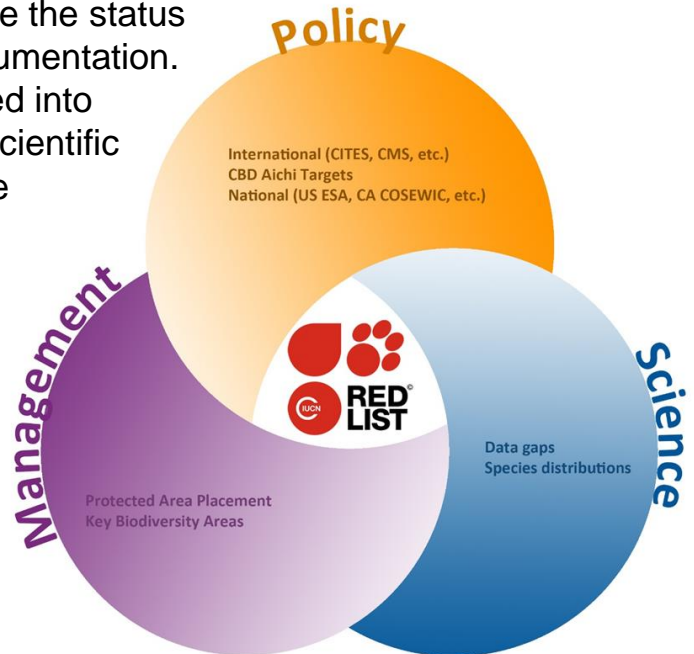 e the status
umentation.
ed into
cientific
e
Policy
International (CITES, CMS, etc.)
CBD Aichi Targets
National (US ESA, CA COSEWIC, etc.)
Management
Science
IUCN
RED
LIST
Data gaps
Species distributions
Protected Area Placement
Key Biodiversity Areas